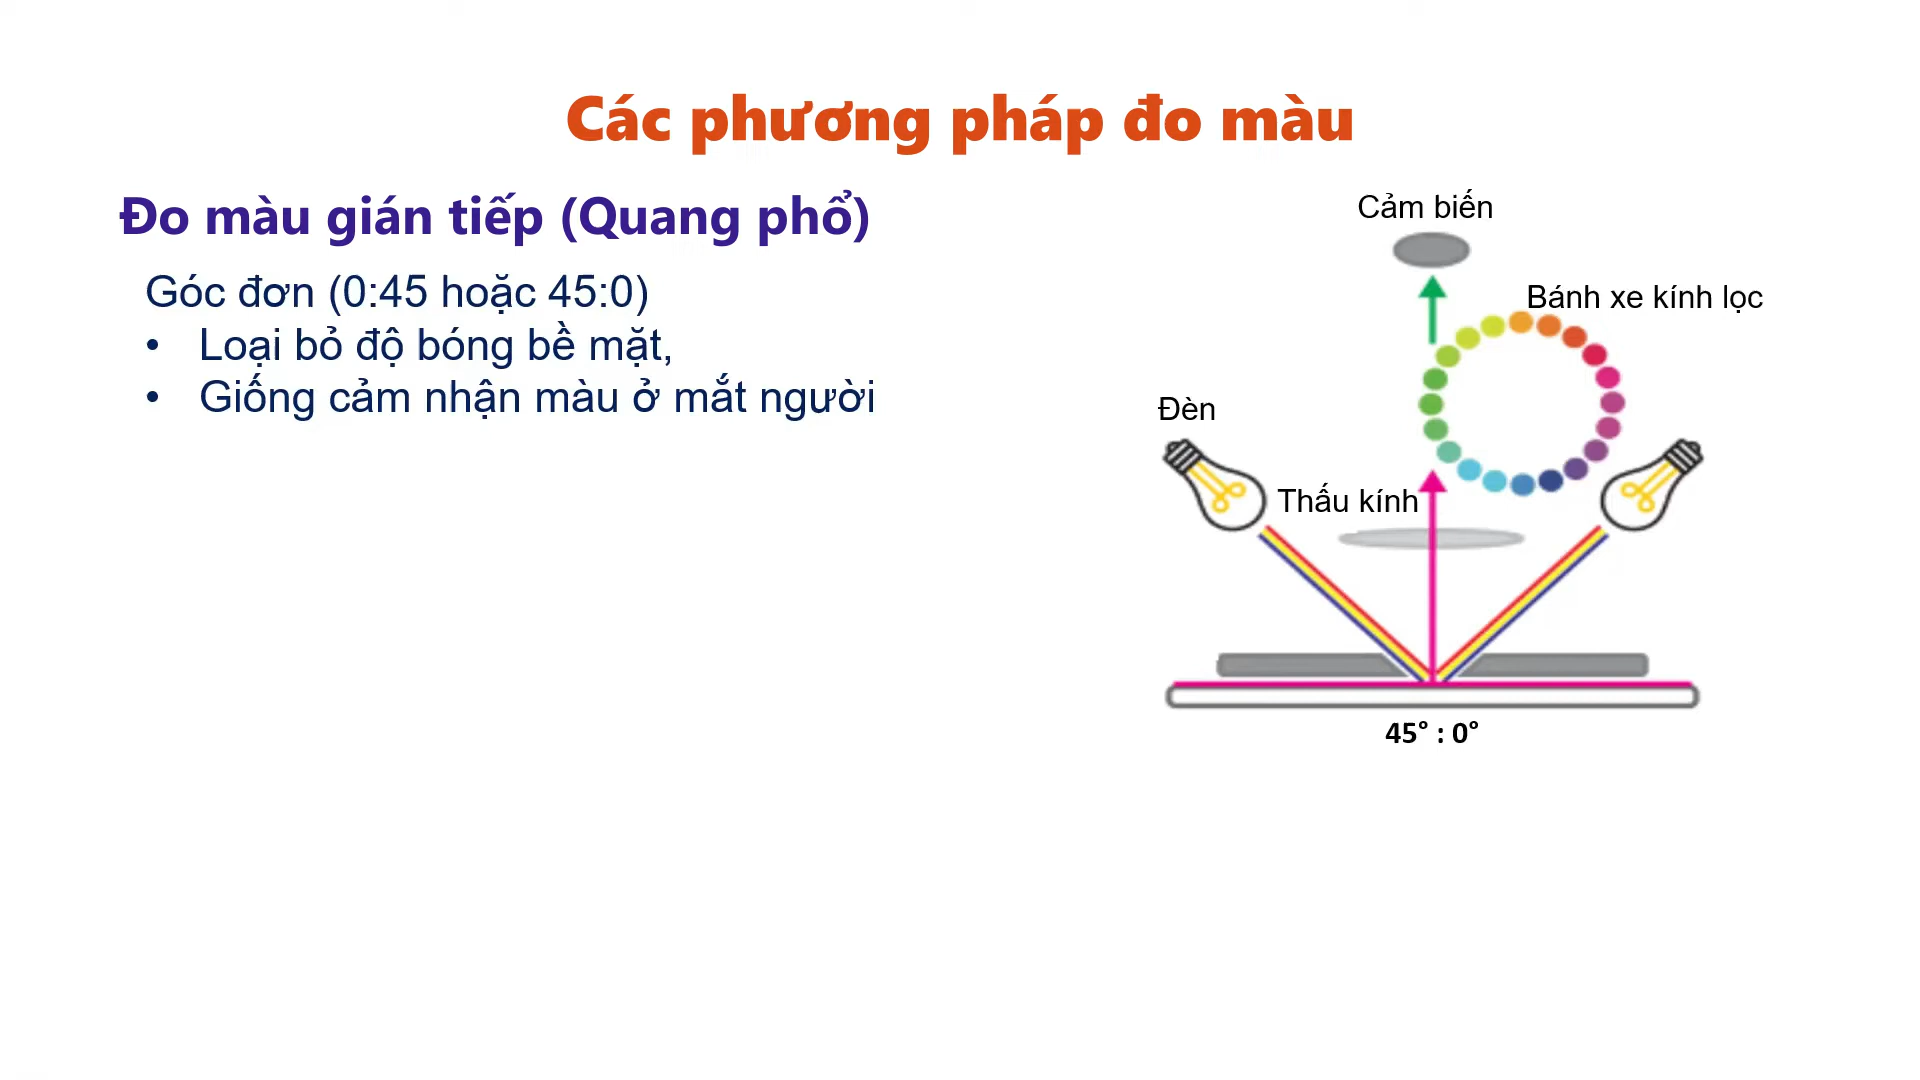 Các phương pháp đo màu
Đo màu gián tiếp (Quang phổ)
Góc đơn (0:45 hoặc 45:0)
• Loại bỏ độ bóng bề mặt,
• Giống cảm nhận màu ở mắt người
Cảm biến
Bánh xe kính lọc
Đèn
Thấu kính
45° : 0°